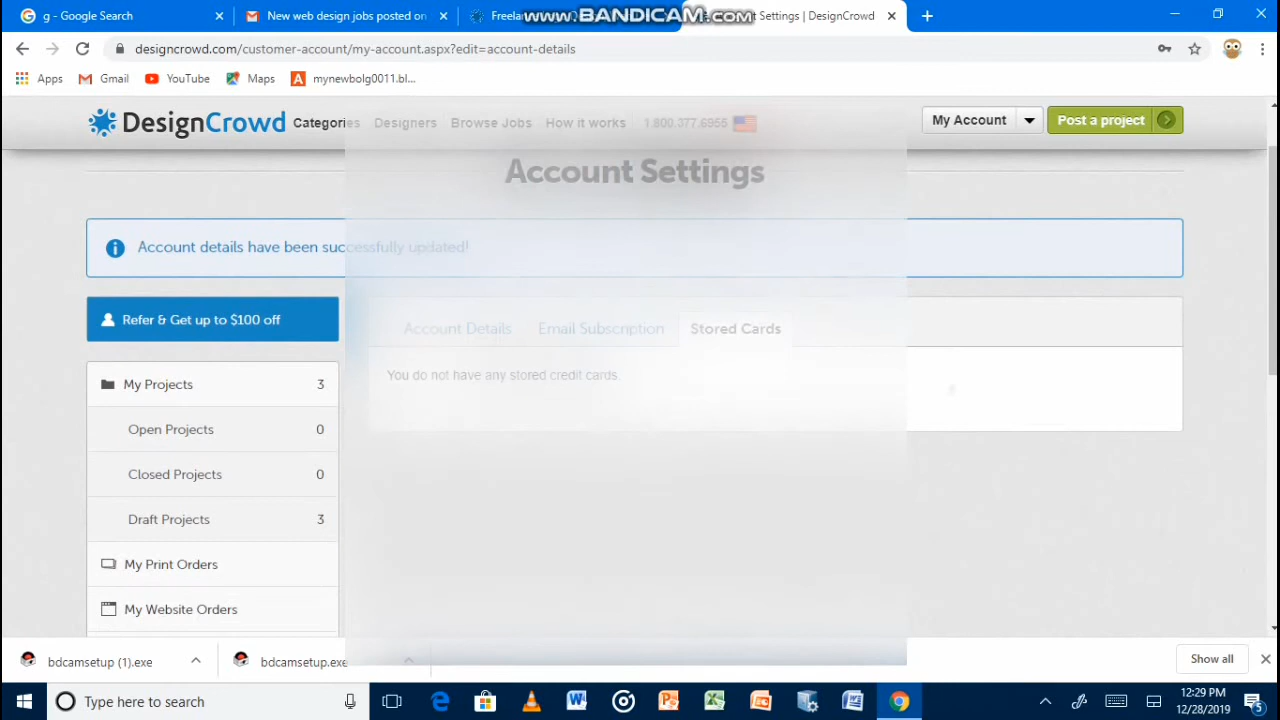 g - Google Search
New web design jobs posted on
Freela
www.BANDICAM.com
Settings | DesignCrowd
designcrowd.com/customer-account/my-account.aspx?edit=account-details
Apps
Gmail
YouTube
Maps
mynewbolg0011.bl...
DesignCrowd
Categories
Designers
Browse Jobs
How it works
1.800.377.6955
My Account
Post a project
Account Settings
Account details have been successfully updated!
Refer & Get up to $100 off
Account Details
Email Subscription
Stored Cards
You do not have any stored credit cards.
My Projects 3
Open Projects 0
Closed Projects 0
Draft Projects 3
My Print Orders
My Website Orders
bdcamsetup (1).exe
bdcamsetup.exe
Show all
Type here to search
12:29 PM
12/28/2019
5